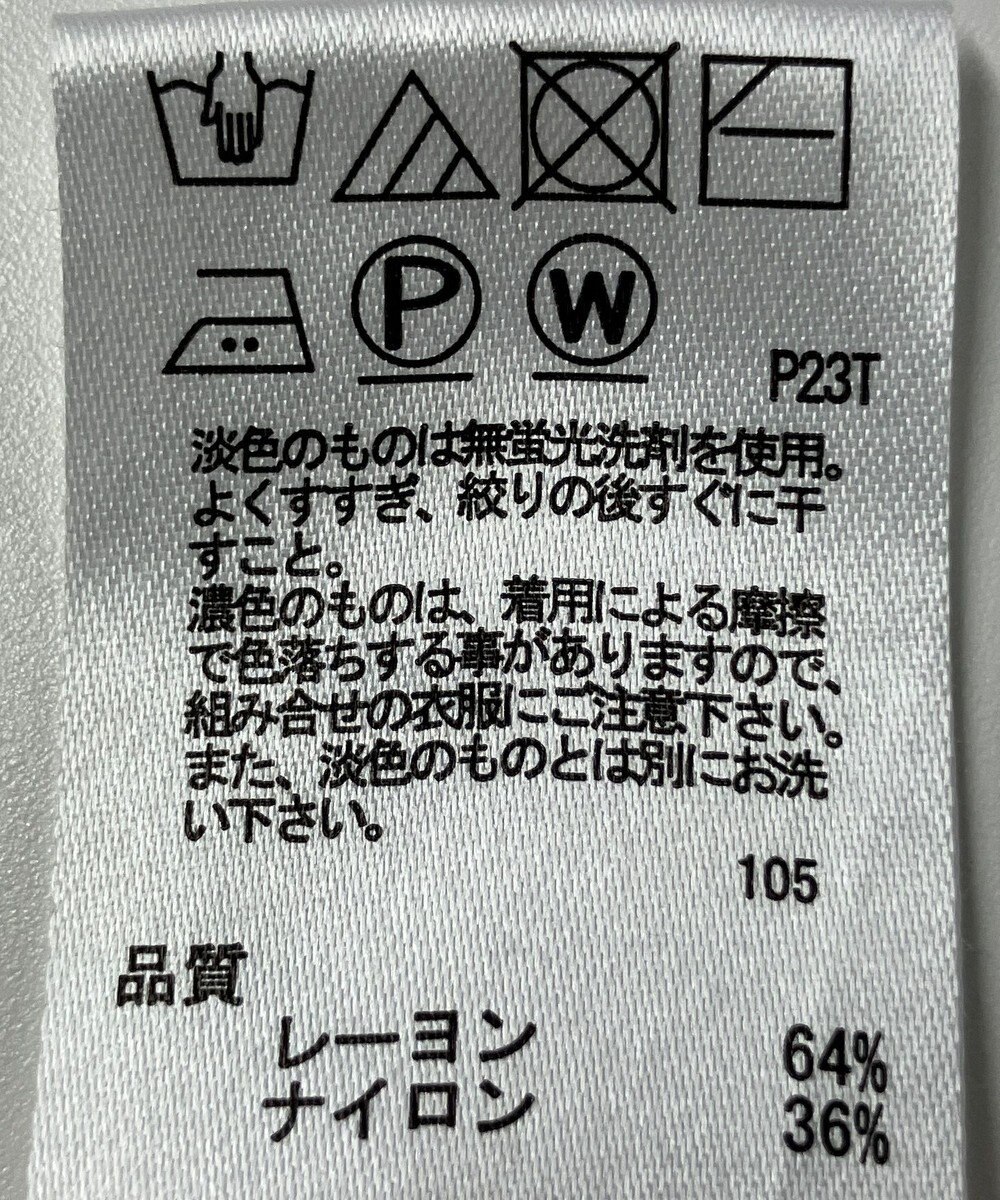 P W
P23T
淡色のものは無蛍光洗剤を使用。
よくすすぎ、絞りの後すぐに干
すこと。
濃色のものは、着用による摩擦
で色落ちする事がありますので、
組み合せの衣服にご注意下さい。
また、淡色のものとは別にお洗
い下さい。
105
品質
レーヨン 64%
ナイロン 36%